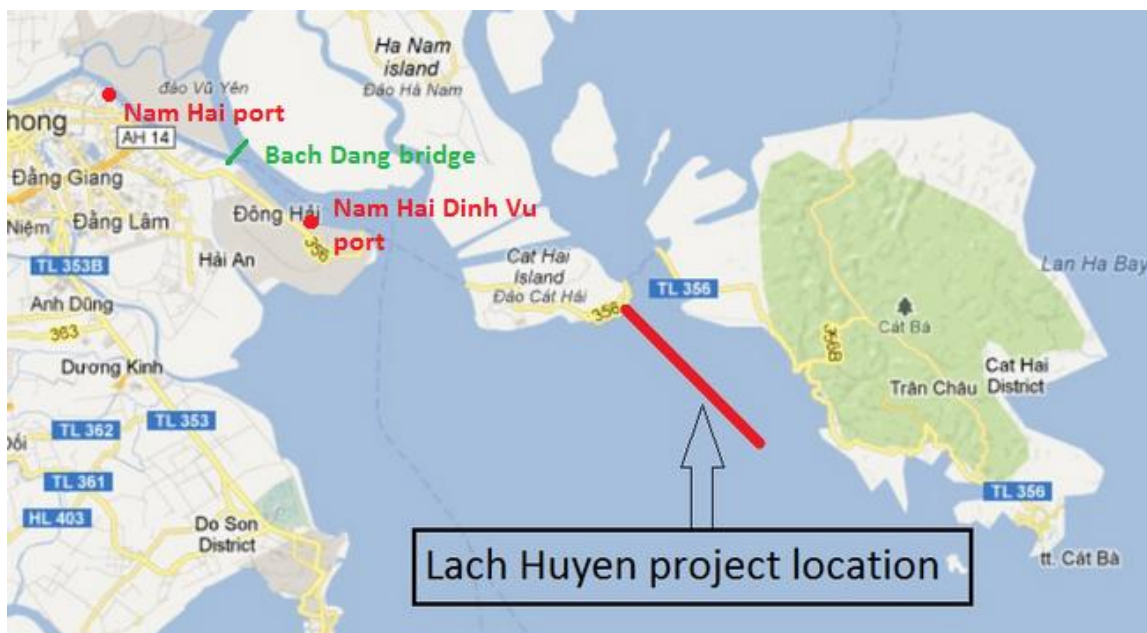 Ha Nam
island
Đảo Hà Nam
đảo Vũ Yên
Nam Hai port
hong
AH 14
Bach Dang bridge
Đằng Giang
Đông Hải
Nam Hai Dinh Vu
port
Niệm
Đằng Lâm
356
Hải An
TL 353B
Cat Hai
Island
Đảo Cát Hải
356
TL 356
Lan Ha Bay
Anh Dũng
363
Cát Bà
356B
Dương Kinh
Trân Châu
Cat Hai
District
TL 353
TL 362
Đồi
TL 361
HL 403
TL 356
Do Son
District
Lach Huyen project location
tt. Cát Bà